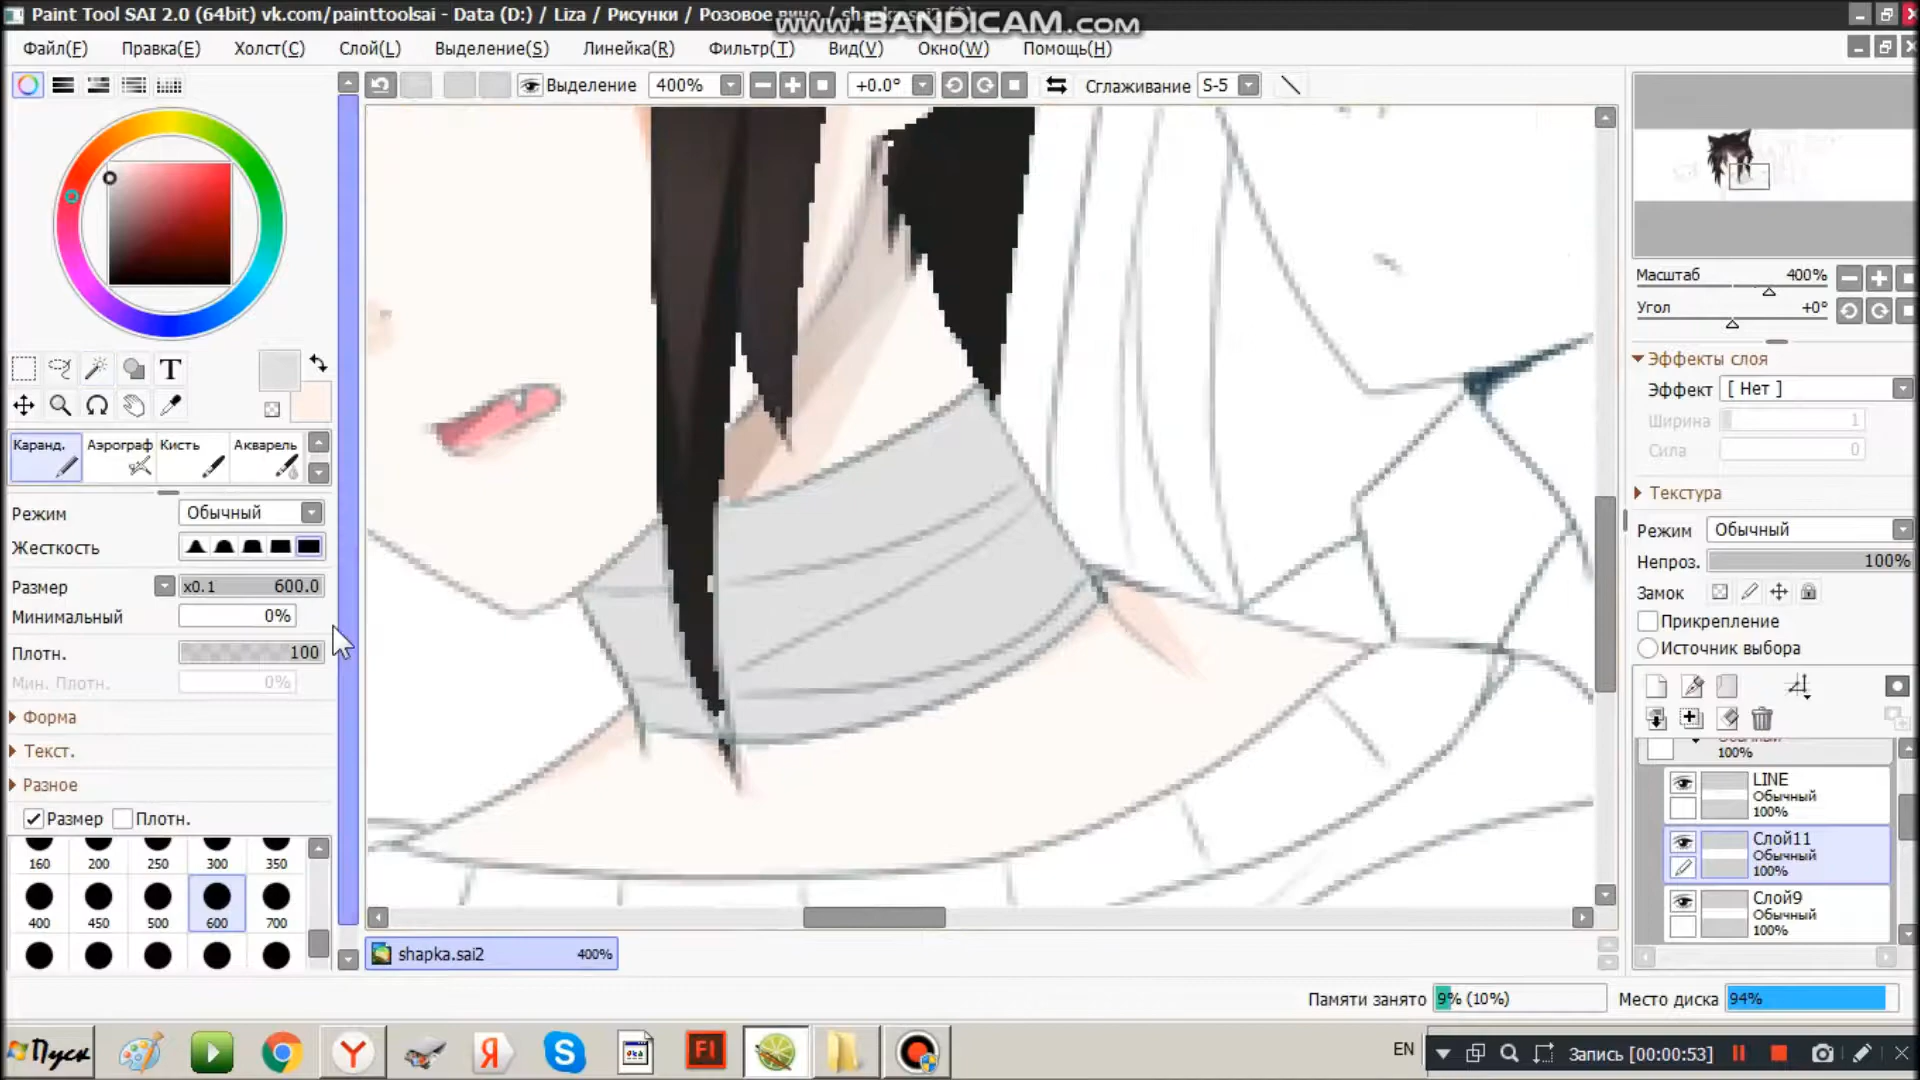 Paint Tool SAI 2.0 (64bit) vk.com/painttoolsai - Data (D:) / Liza / Рисунки / Розовое вино /
www.BANDICAM.com
Файл(F) Правка(E) Холст(C) Слой(L) Выделение(S) Линейка(R) Фильтр(T) Вид(V) Окно(W) Помощь(H)
Выделение 400% +0.0° Сглаживание S-5
Масштаб 400%
Угол +0°
Эффекты слоя
Эффект [ Нет ]
Ширина 1
Сила 0
Текстура
Режим Обычный
Непроз. 100%
Замок
Прикрепление
Источник выбора
T
Каранд. Аэрограф Кисть Акварель
Режим Обычный
Жесткость
Размер x0.1 600.0
Минимальный 0%
Плотн. 100
Мин. Плотн. 0%
Форма
Текст.
Разное
Размер Плотн.
160 200 250 300 350
400 450 500 600 700
100%
LINE
Обычный
100%
Слой11
Обычный
100%
Слой9
Обычный
100%
shapka.sai2 400%
Памяти занято 9% (10%) Место диска 94%
Пуск
Y
Я
S
Fl
EN
Запись [00:00:53]